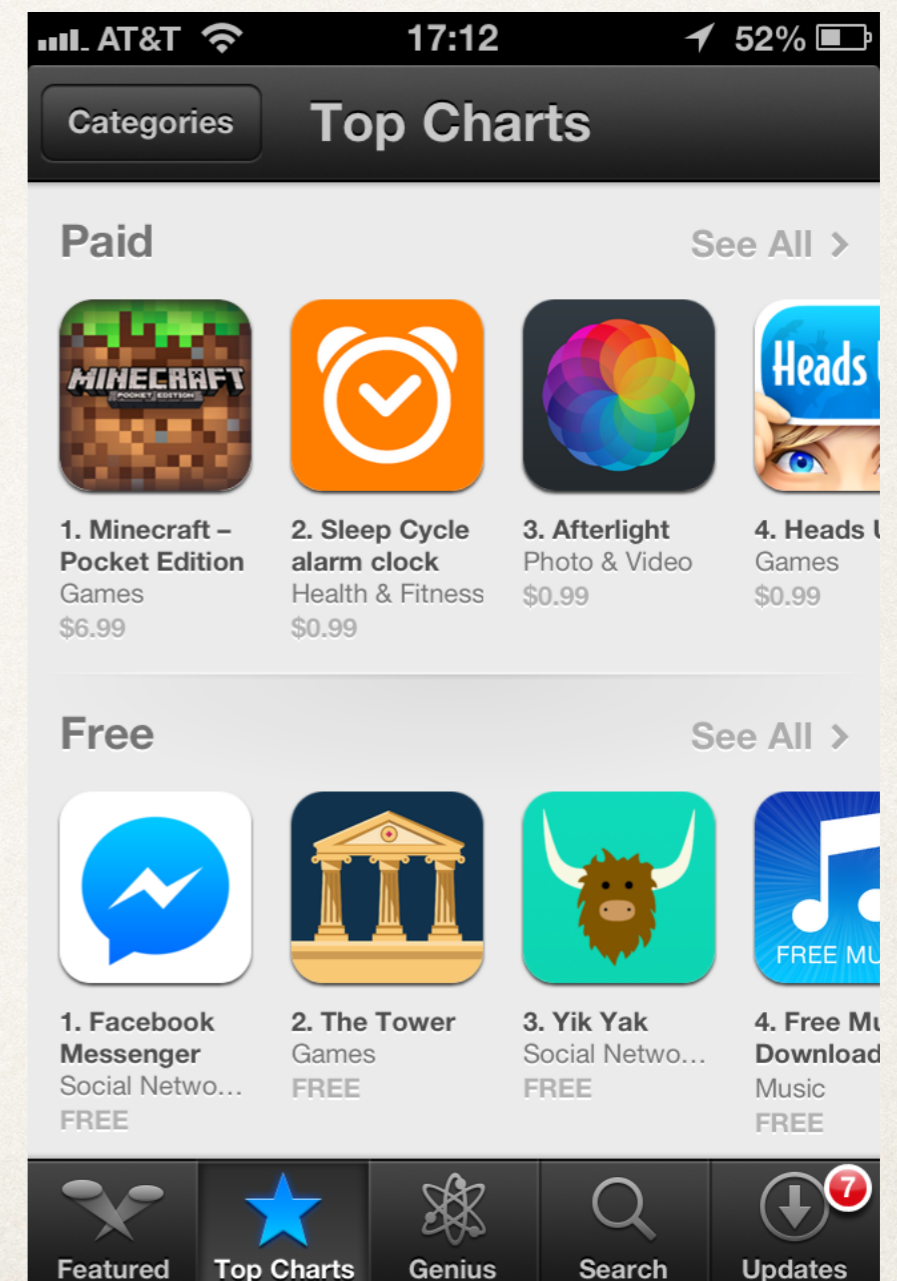 AT&T 17:12 52%
Categories Top Charts
Paid See All >
MINECRAFT
POCKET EDITION
Heads
1. Minecraft – 2. Sleep Cycle 3. Afterlight 4. Heads
Pocket Edition alarm clock Photo & Video Games
Games Health & Fitness $0.99 $0.99
$6.99 $0.99
Free See All >
FREE MU
1. Facebook 2. The Tower 3. Yik Yak 4. Free Mu
Messenger Games Social Netwo... Download
Social Netwo... FREE FREE Music
FREE FREE
7
Featured Top Charts Genius Search Updates